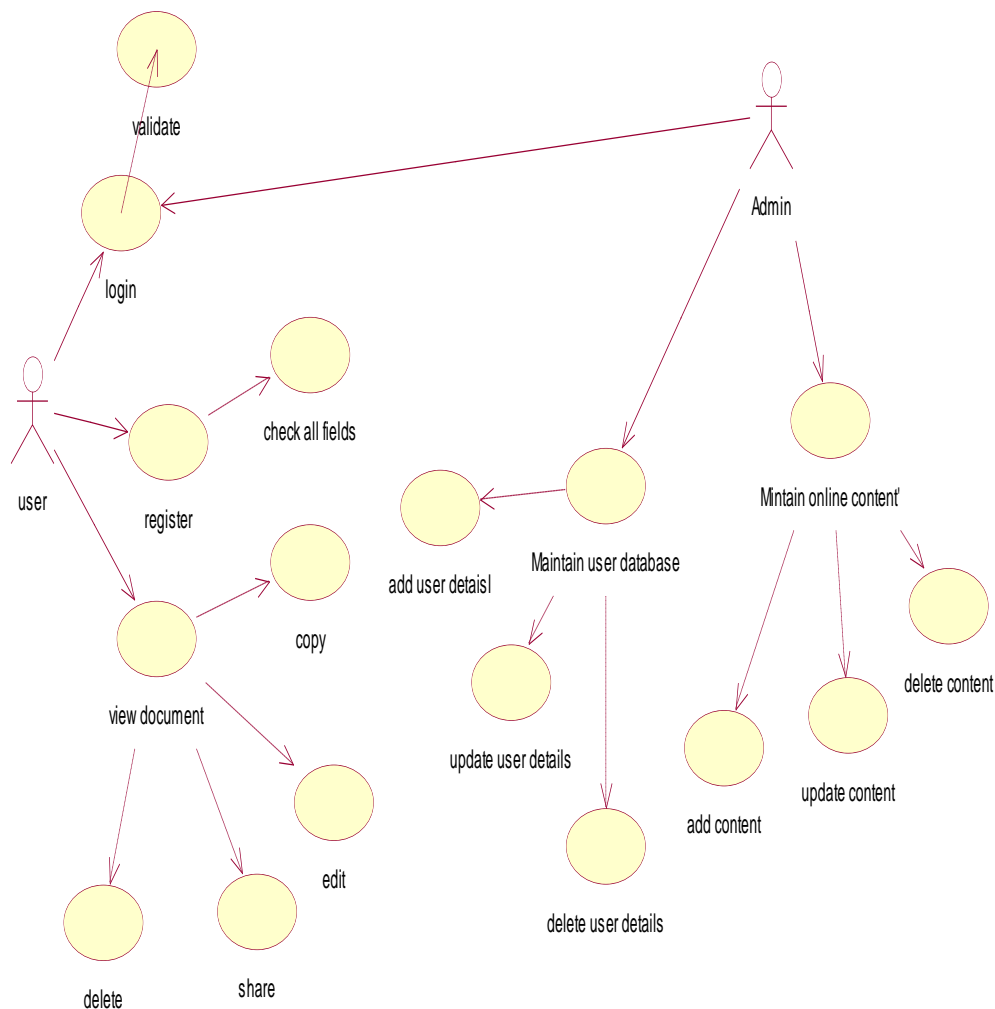 validate
Admin
login
check all fields
user
register
Mintain online content'
Maintain user database
add user detaisl
copy
delete content
view document
update user details
update content
add content
edit
delete user details
share
delete